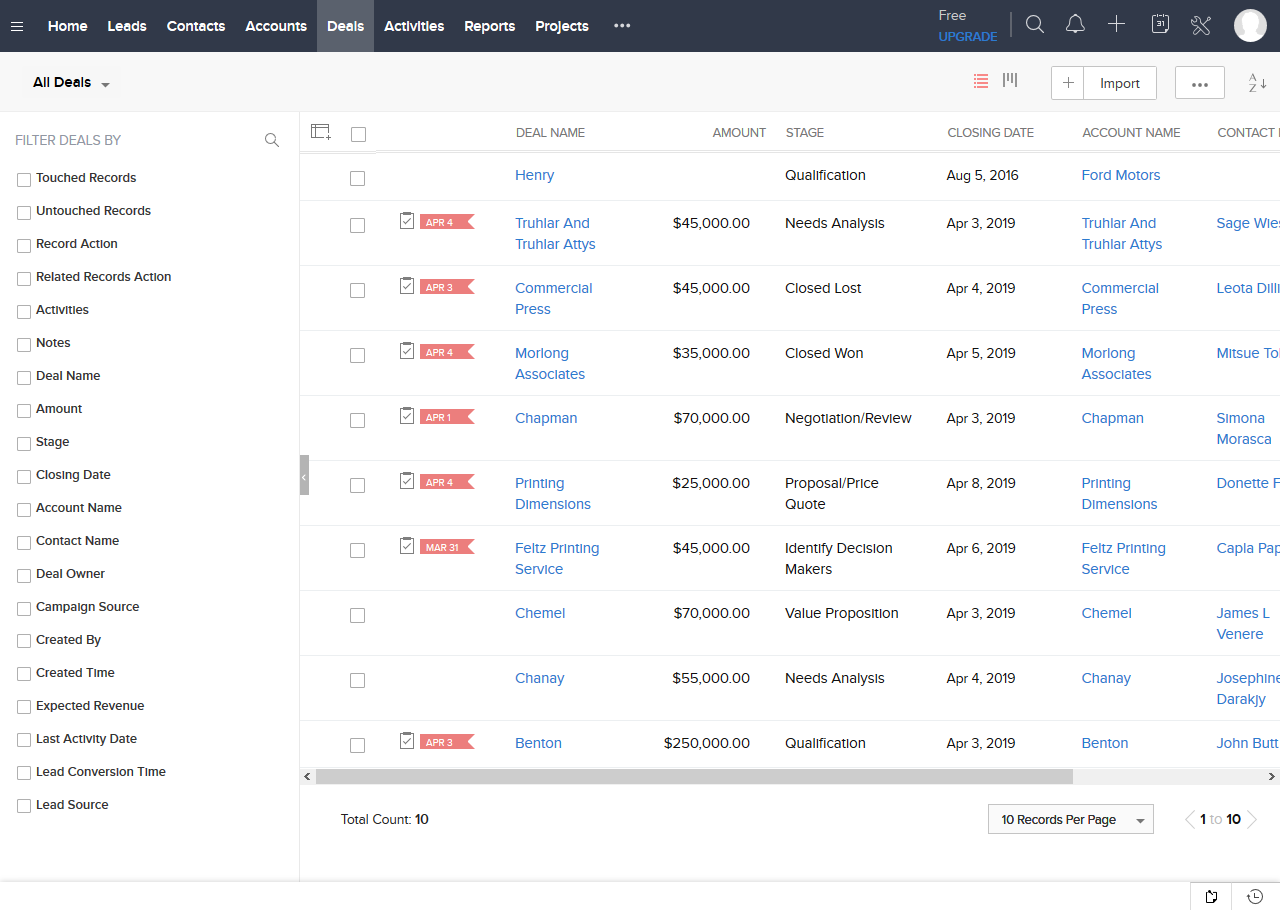 Home Leads Contacts Accounts Deals Activities Reports Projects
Free
UPGRADE
31
All Deals
Import
A
Z
FILTER DEALS BY
Touched Records
Untouched Records
Record Action
Related Records Action
Activities
Notes
Deal Name
Amount
Stage
Closing Date
Account Name
Contact Name
Deal Owner
Campaign Source
Created By
Created Time
Expected Revenue
Last Activity Date
Lead Conversion Time
Lead Source
DEAL NAME AMOUNT STAGE CLOSING DATE ACCOUNT NAME CONTACT
Henry Qualification Aug 5, 2016 Ford Motors
APR 4 Truhlar And $45,000.00 Needs Analysis Apr 3, 2019 Truhlar And Sage Wies
Truhlar Attys Truhlar Attys
APR 3 Commercial $45,000.00 Closed Lost Apr 4, 2019 Commercial Leota Dilli
Press Press
APR 4 Morlong $35,000.00 Closed Won Apr 5, 2019 Morlong Mitsue Tol
Associates Associates
APR 1 Chapman $70,000.00 Negotiation/Review Apr 3, 2019 Chapman Simona
Morasca
APR 4 Printing $25,000.00 Proposal/Price Apr 8, 2019 Printing Donette F
Dimensions Quote Dimensions
MAR 31 Feltz Printing $45,000.00 Identify Decision Apr 6, 2019 Feltz Printing Capla Pap
Service Makers Service
Chemel $70,000.00 Value Proposition Apr 3, 2019 Chemel James L
Venere
Chanay $55,000.00 Needs Analysis Apr 4, 2019 Chanay Josephine
Darakjy
APR 3 Benton $250,000.00 Qualification Apr 3, 2019 Benton John Butt
Total Count: 10
10 Records Per Page
1 to 10